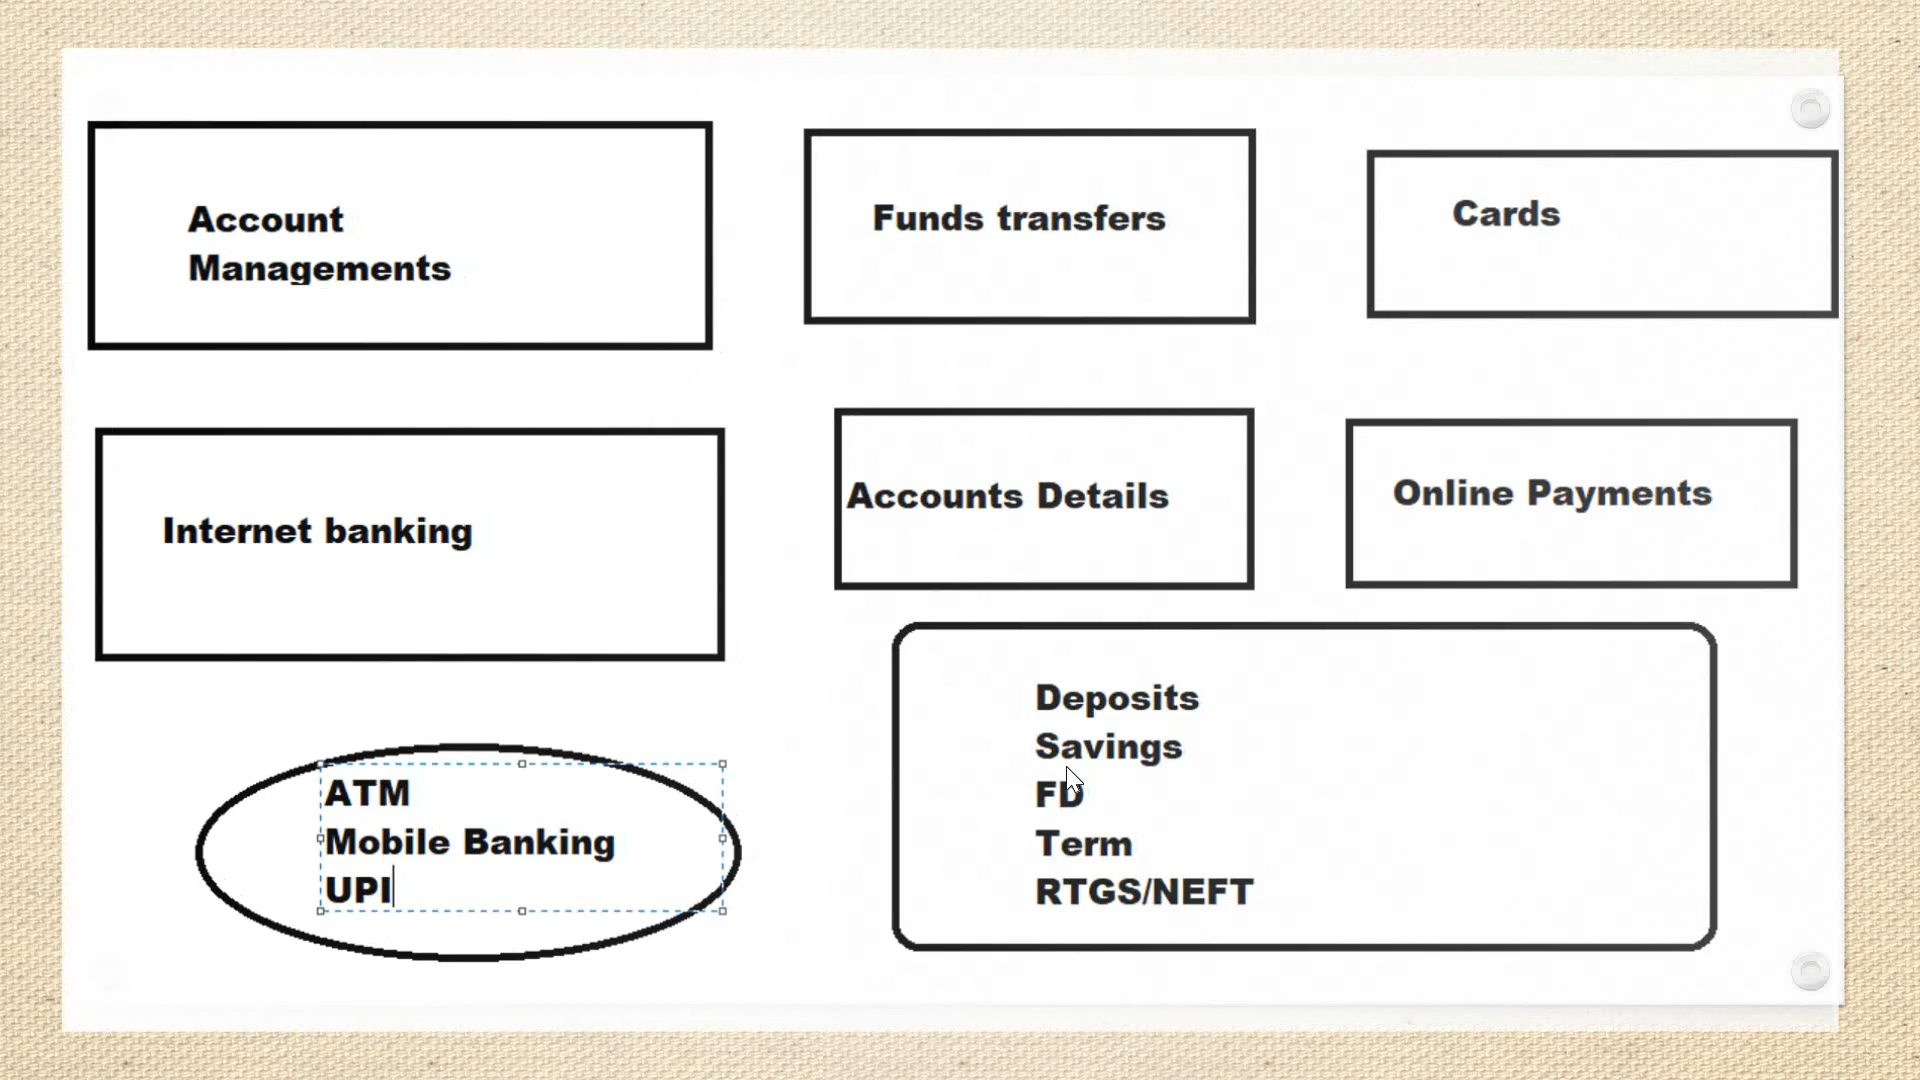 Account
Managements
Funds transfers
Cards
Internet banking
Accounts Details
Online Payments
ATM
Mobile Banking
UPI
Deposits
Savings
FD
Term
RTGS/NEFT